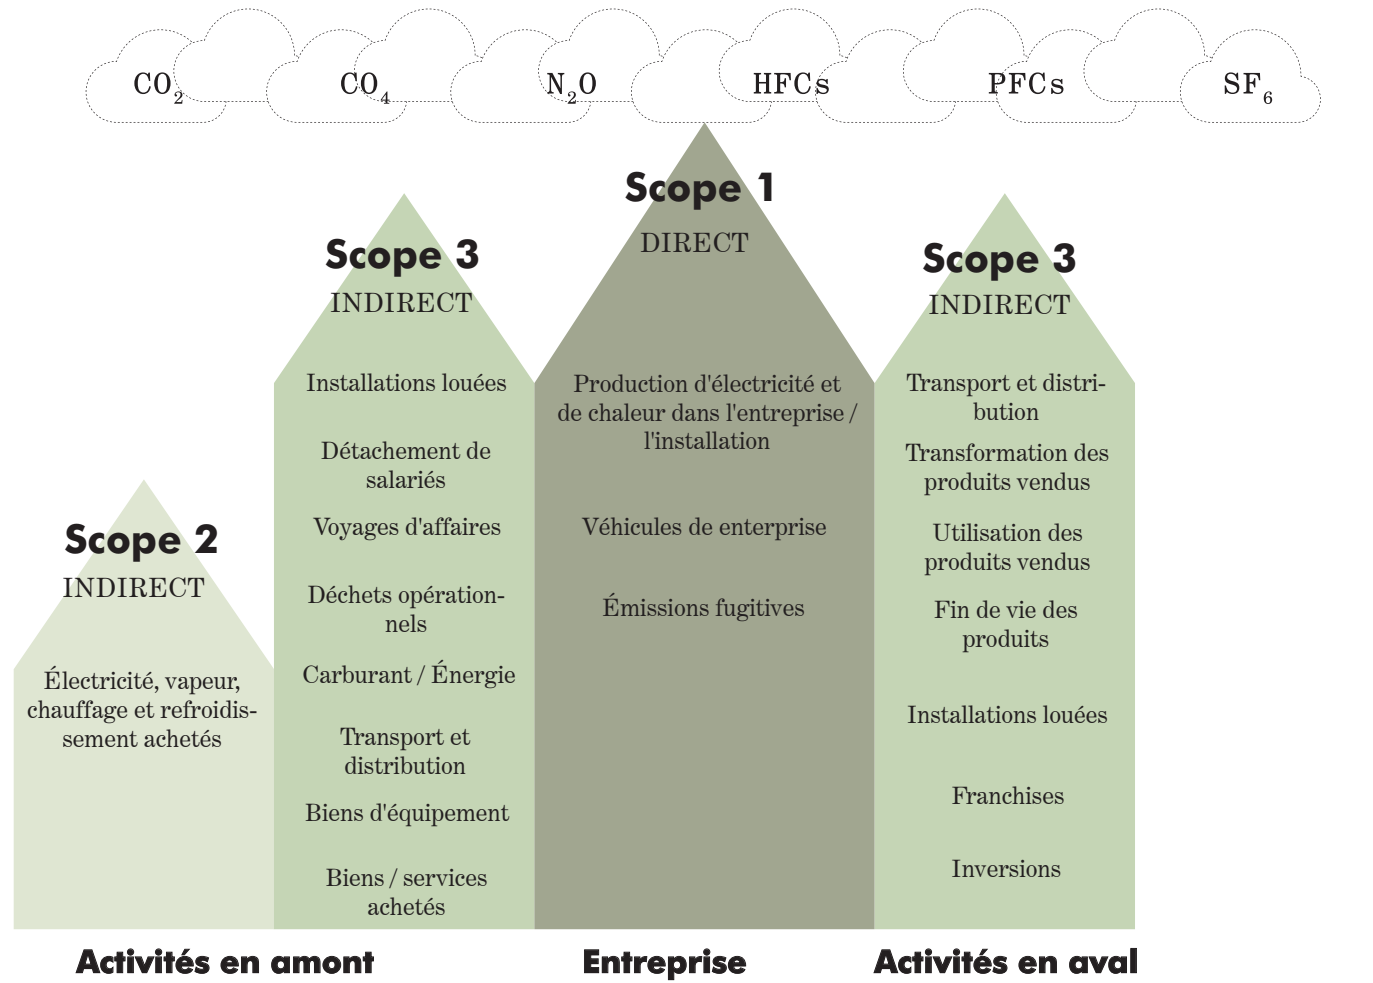 CO2
CO4
N2O
HFCs
PFCs
SF6
Scope 2
INDIRECT
Électricité, vapeur,
chauffage et refroidis-
sement achetés
Scope 3
INDIRECT
Installations louées
Détachement de
salariés
Voyages d'affaires
Déchets opération-
nels
Carburant / Énergie
Transport et
distribution
Biens d'équipement
Biens / services
achetés
Scope 1
DIRECT
Production d'électricité et
de chaleur dans l'entreprise /
l'installation
Véhicules de enterprise
Émissions fugitives
Scope 3
INDIRECT
Transport et distri-
bution
Transformation des
produits vendus
Utilisation des
produits vendus
Fin de vie des
produits
Installations louées
Franchises
Inversions
Activités en amont
Entreprise
Activités en aval